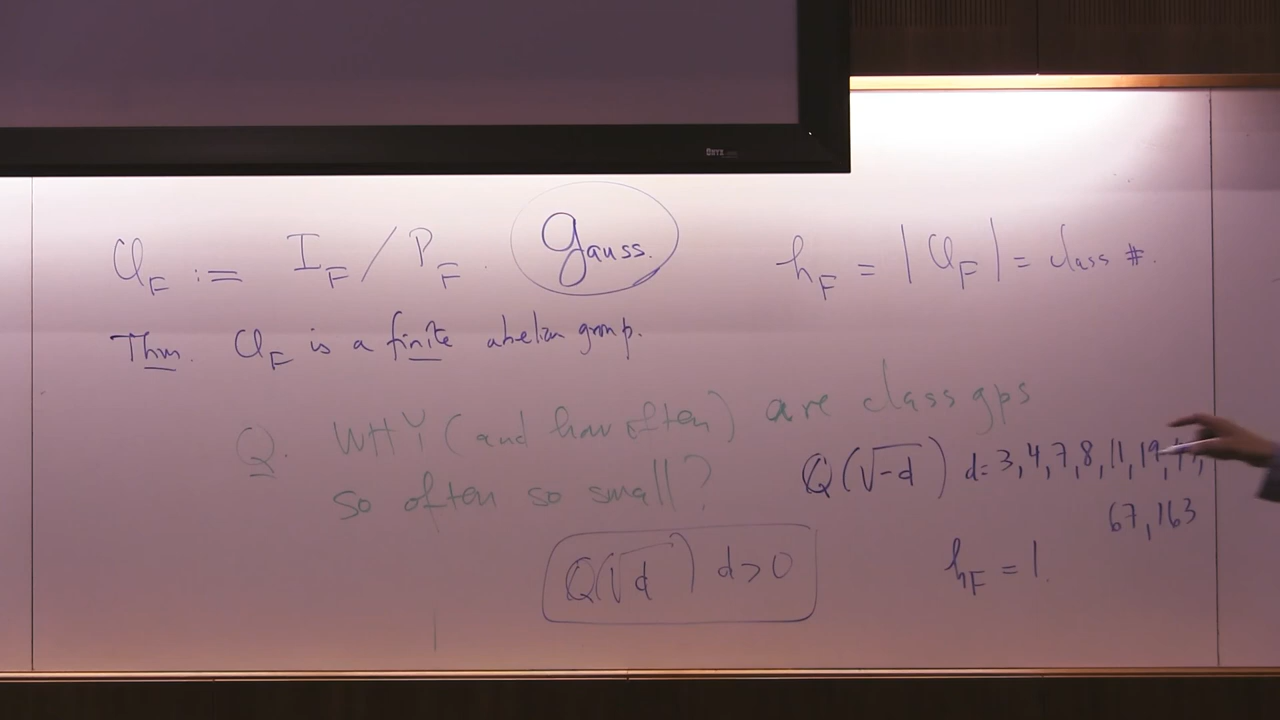 Cl_F := I_F / P_F. Gauss. h_F = |Cl_F| = class #.
Thm. Cl_F is a finite abelian group.
Q. WHY (and how often) are class gps
so often so small?
Q(√-d) d = 3, 4, 7, 8, 11, 19,
67, 163
Q(√d) d > 0
h_F = 1.